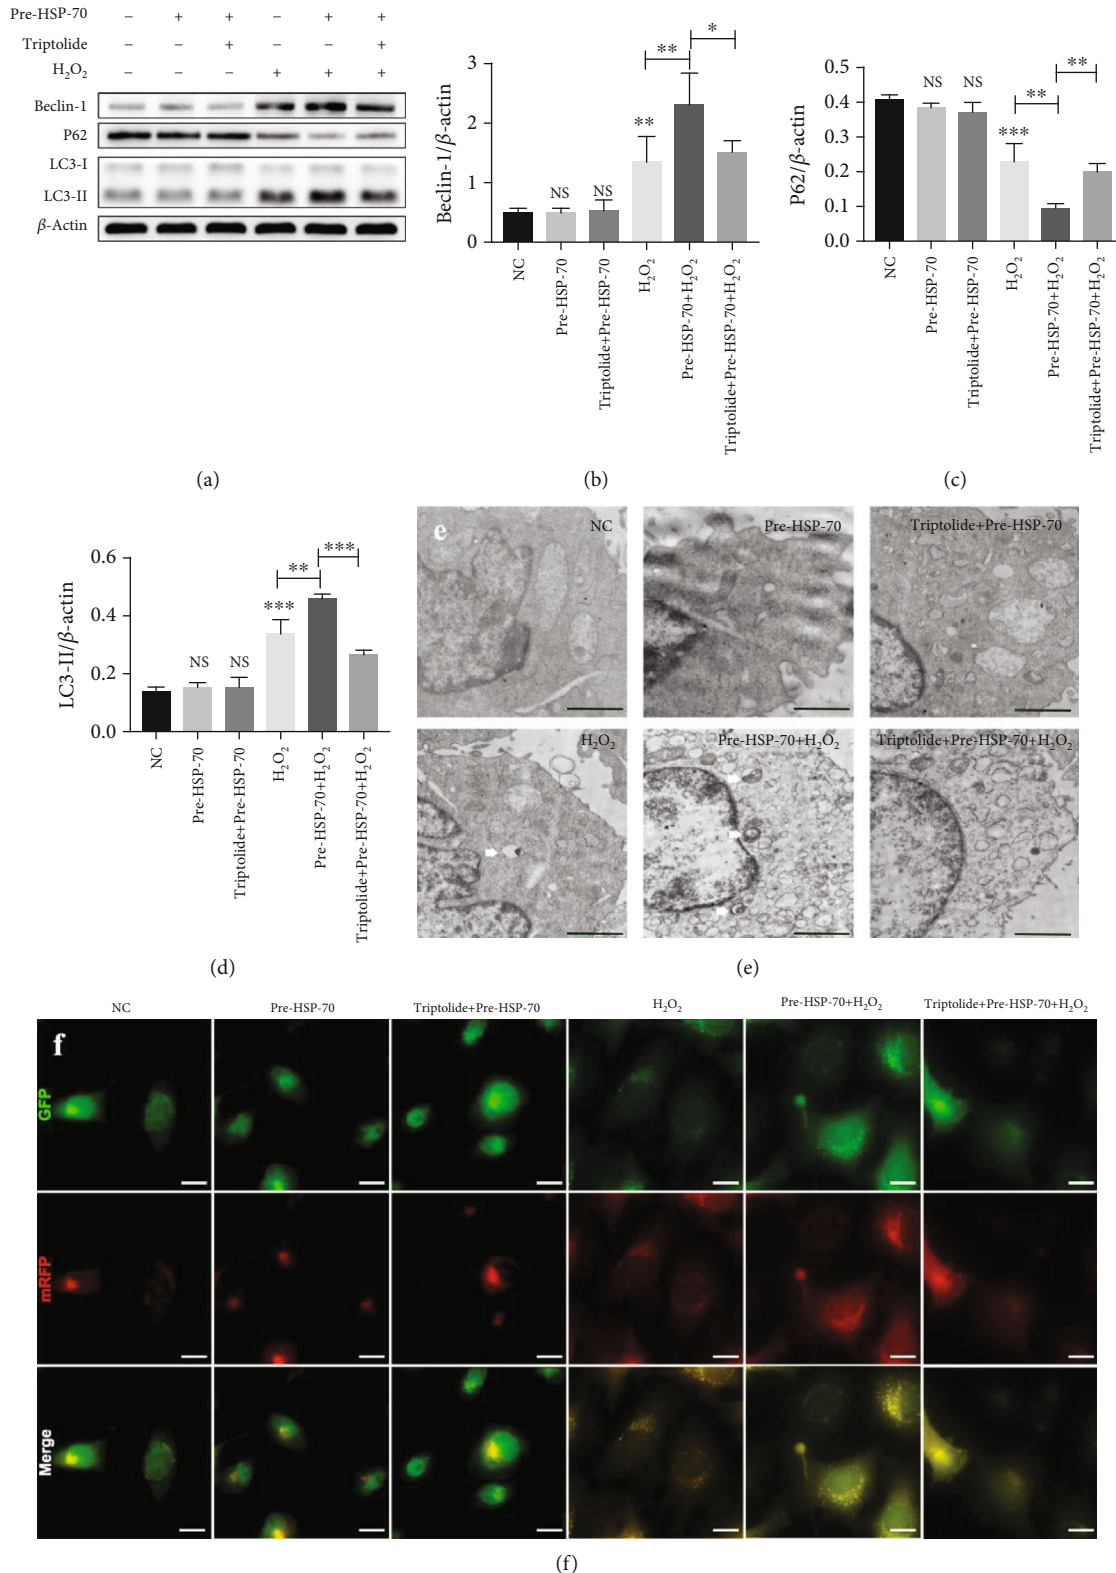 Pre-HSP-70 − + + − + +
Triptolide − − + − − +
H₂O₂ − − − + + +
Beclin-1
P62
LC3-I
LC3-II
β-Actin
(a)
Beclin-1/β-actin
3
2
1
0
NS
NS
**
**
*
NC
Pre-HSP-70
Triptolide+Pre-HSP-70
H₂O₂
Pre-HSP-70+H₂O₂
Triptolide+Pre-HSP-70+H₂O₂
(b)
P62/β-actin
0.5
0.4
0.3
0.2
0.1
0.0
NS
NS
***
**
**
NC
Pre-HSP-70
Triptolide+Pre-HSP-70
H₂O₂
Pre-HSP-70+H₂O₂
Triptolide+Pre-HSP-70+H₂O₂
(c)
LC3-II/β-actin
0.6
0.4
0.2
0.0
NS
NS
***
**
***
NC
Pre-HSP-70
Triptolide+Pre-HSP-70
H₂O₂
Pre-HSP-70+H₂O₂
Triptolide+Pre-HSP-70+H₂O₂
(d)
e
NC
Pre-HSP-70
Triptolide+Pre-HSP-70
H₂O₂
Pre-HSP-70+H₂O₂
Triptolide+Pre-HSP-70+H₂O₂
(e)
NC
Pre-HSP-70
Triptolide+Pre-HSP-70
H₂O₂
Pre-HSP-70+H₂O₂
Triptolide+Pre-HSP-70+H₂O₂
f
GFP
mRFP
Merge
(f)